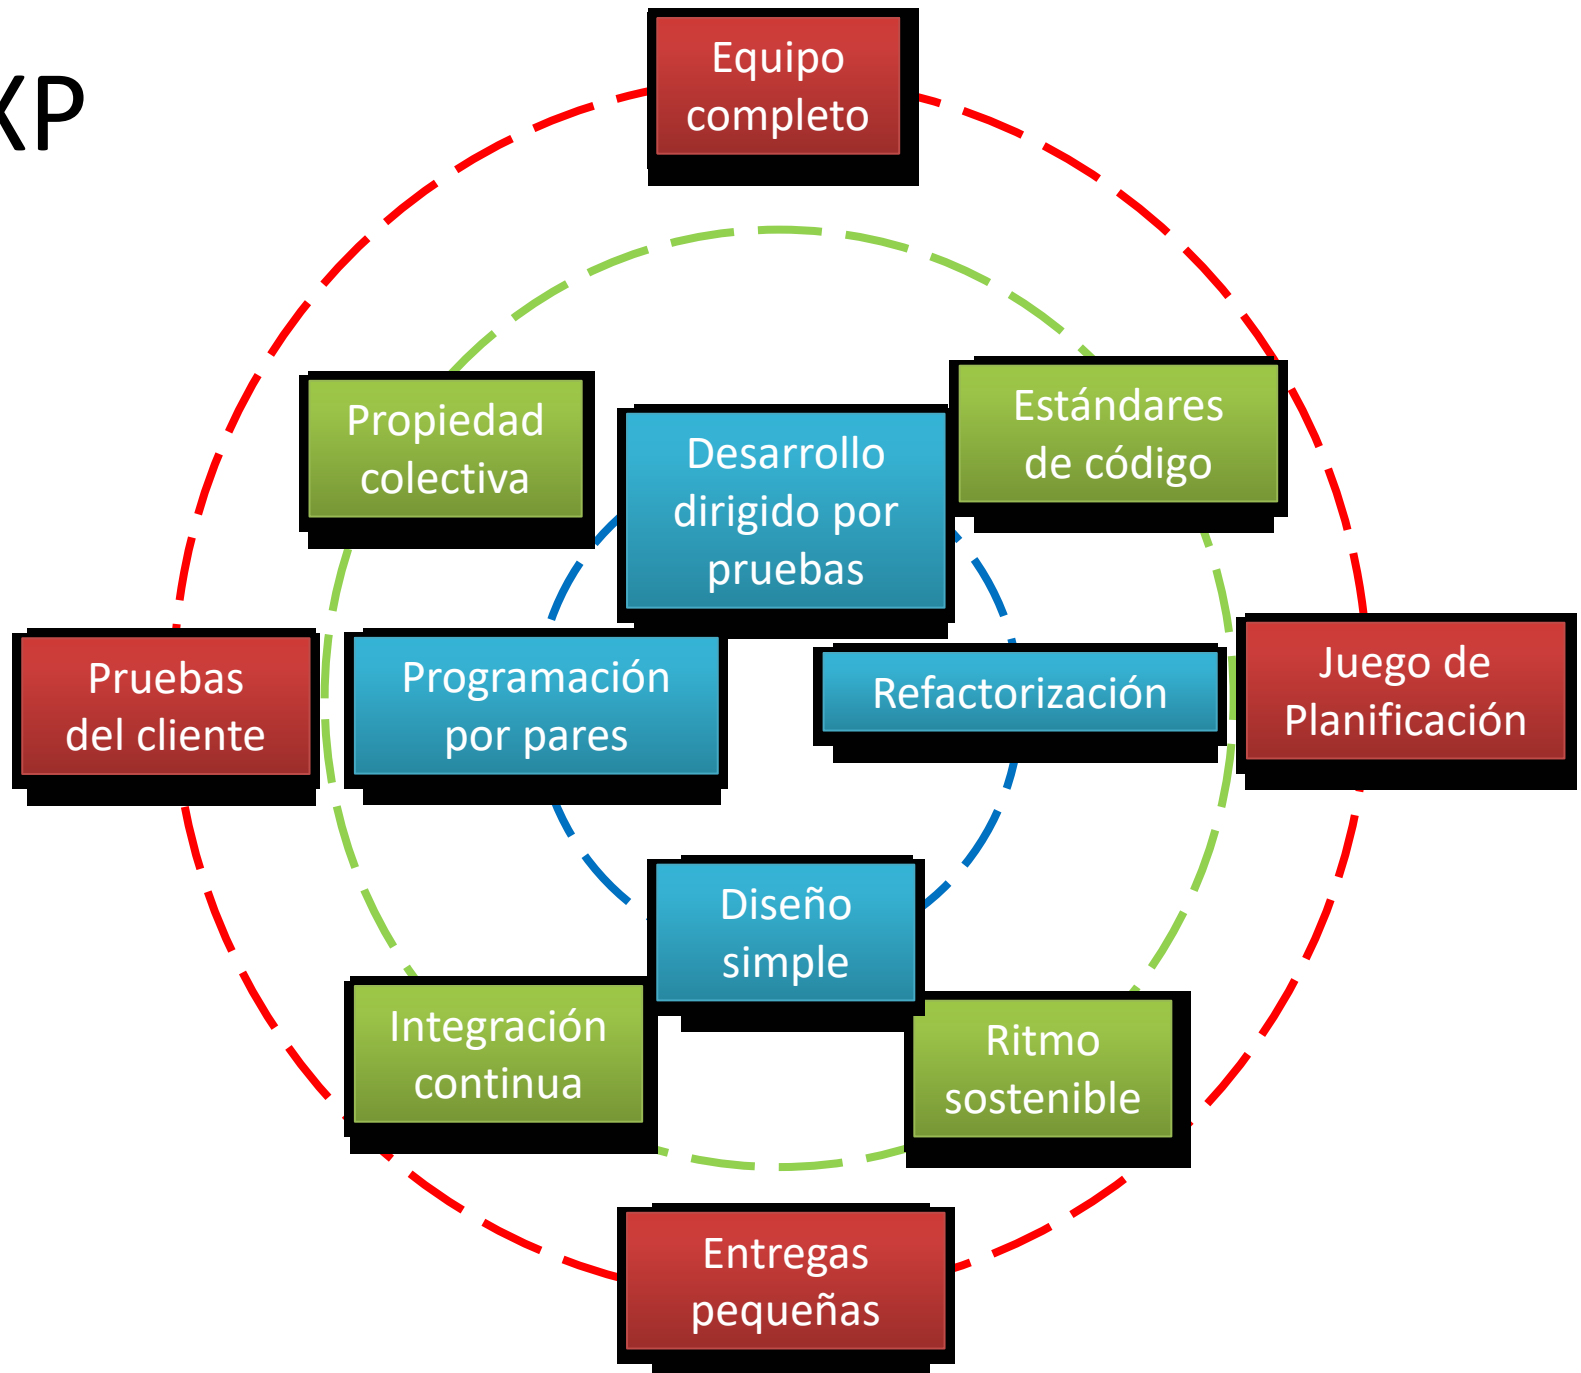 XP
Equipo
completo
Propiedad
colectiva
Desarrollo
dirigido por
pruebas
Estándares
de código
Pruebas
del cliente
Programación
por pares
Refactorización
Juego de
Planificación
Diseño
simple
Integración
continua
Ritmo
sostenible
Entregas
pequeñas